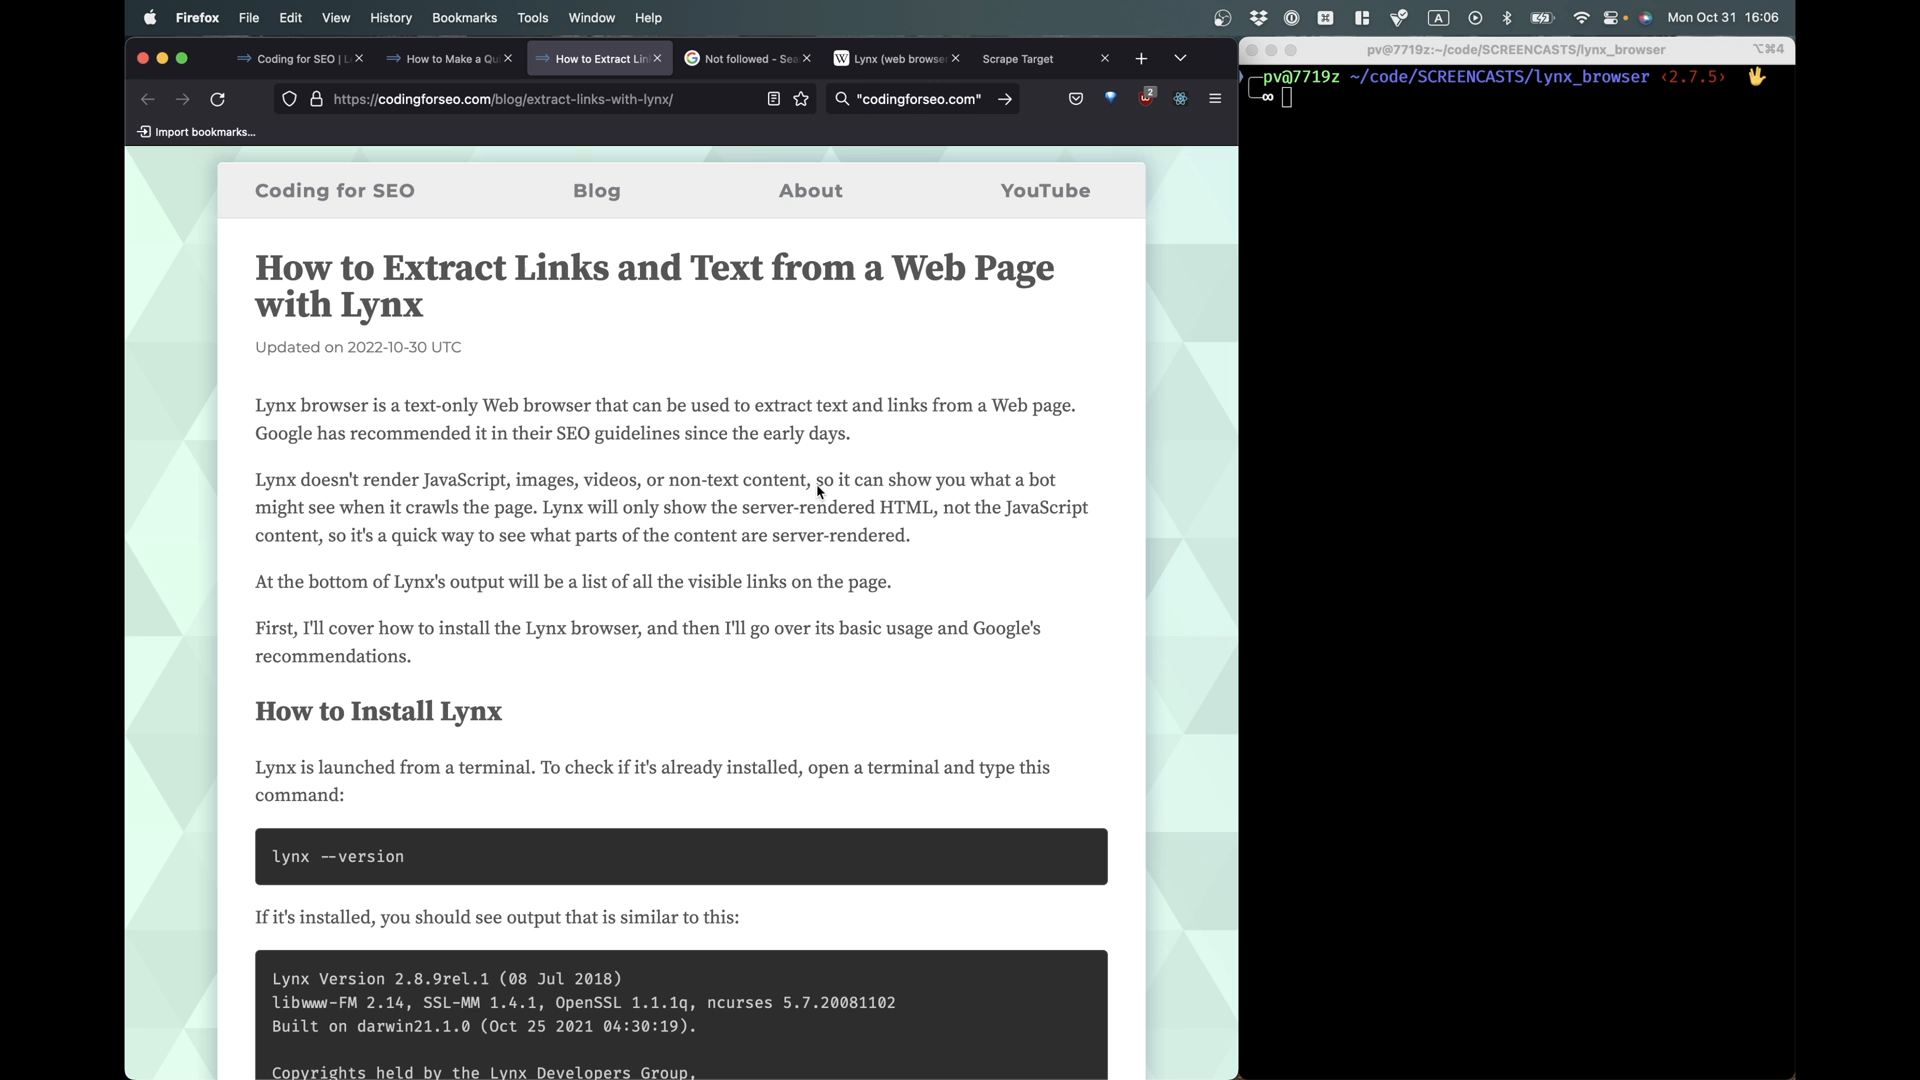 Firefox File Edit View History Bookmarks Tools Window Help
A
Mon Oct 31 16:06
Coding for SEO | L
How to Make a Qu
How to Extract Lin
Not followed - Sea
Lynx (web browse
Scrape Target
https://codingforseo.com/blog/extract-links-with-lynx/
"codingforseo.com"
2
Import bookmarks...
Coding for SEO Blog About YouTube
How to Extract Links and Text from a Web Page
with Lynx
Updated on 2022-10-30 UTC
Lynx browser is a text-only Web browser that can be used to extract text and links from a Web page.
Google has recommended it in their SEO guidelines since the early days.
Lynx doesn't render JavaScript, images, videos, or non-text content, so it can show you what a bot
might see when it crawls the page. Lynx will only show the server-rendered HTML, not the JavaScript
content, so it's a quick way to see what parts of the content are server-rendered.
At the bottom of Lynx's output will be a list of all the visible links on the page.
First, I'll cover how to install the Lynx browser, and then I'll go over its basic usage and Google's
recommendations.
How to Install Lynx
Lynx is launched from a terminal. To check if it's already installed, open a terminal and type this
command:
lynx --version
If it's installed, you should see output that is similar to this:
Lynx Version 2.8.9rel.1 (08 Jul 2018)
libwww-FM 2.14, SSL-MM 1.4.1, OpenSSL 1.1.1q, ncurses 5.7.20081102
Built on darwin21.1.0 (Oct 25 2021 04:30:19).
Copyrights held by the Lynx Developers Group,
pv@7719z:~/code/SCREENCASTS/lynx_browser
⌥⌘4
pv@7719z ~/code/SCREENCASTS/lynx_browser ‹2.7.5› 🖖
∞